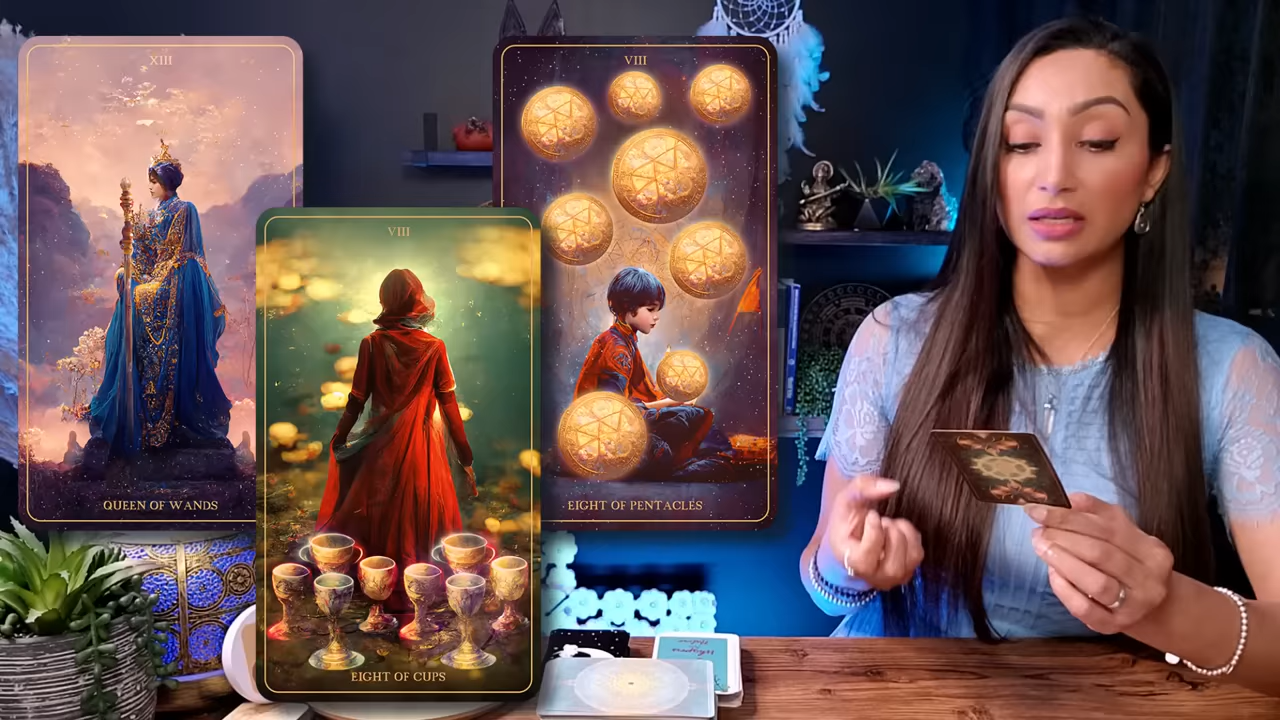 XIII
QUEEN OF WANDS
VIII
EIGHT OF CUPS
VIII
EIGHT OF PENTACLES